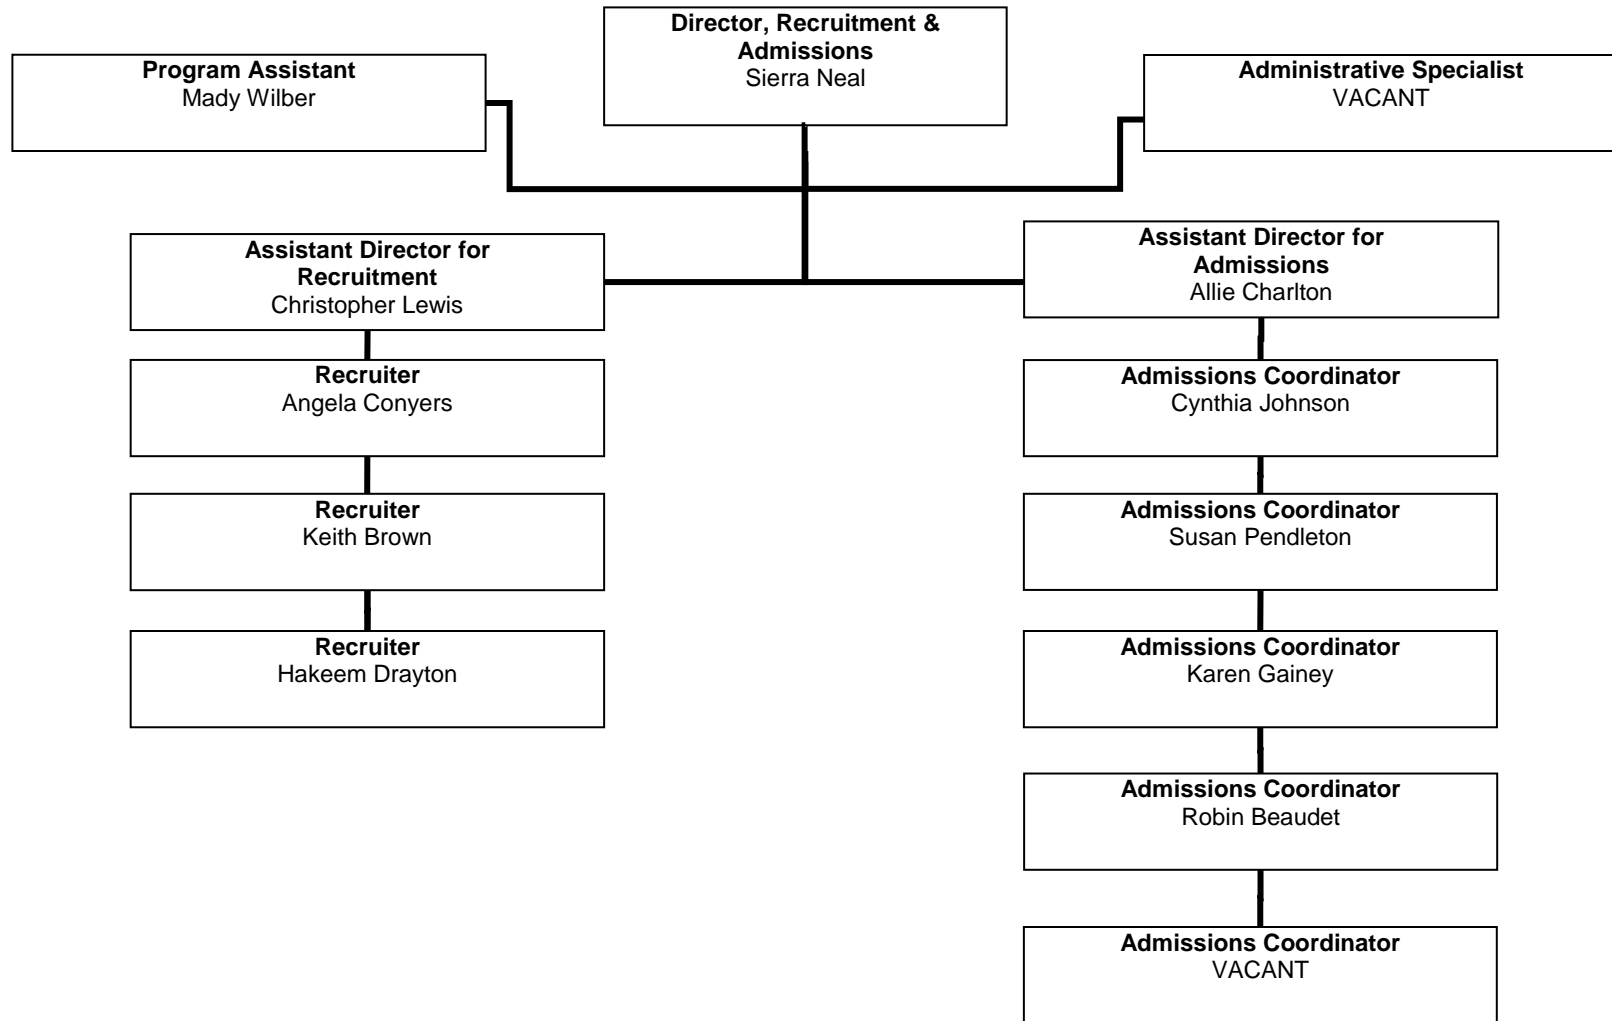 Director, Recruitment &
Admissions
Sierra Neal
Program Assistant
Mady Wilber
Administrative Specialist
VACANT
Assistant Director for
Recruitment
Christopher Lewis
Assistant Director for
Admissions
Allie Charlton
Recruiter
Angela Conyers
Admissions Coordinator
Cynthia Johnson
Recruiter
Keith Brown
Admissions Coordinator
Susan Pendleton
Recruiter
Hakeem Drayton
Admissions Coordinator
Karen Gainey
Admissions Coordinator
Robin Beaudet
Admissions Coordinator
VACANT